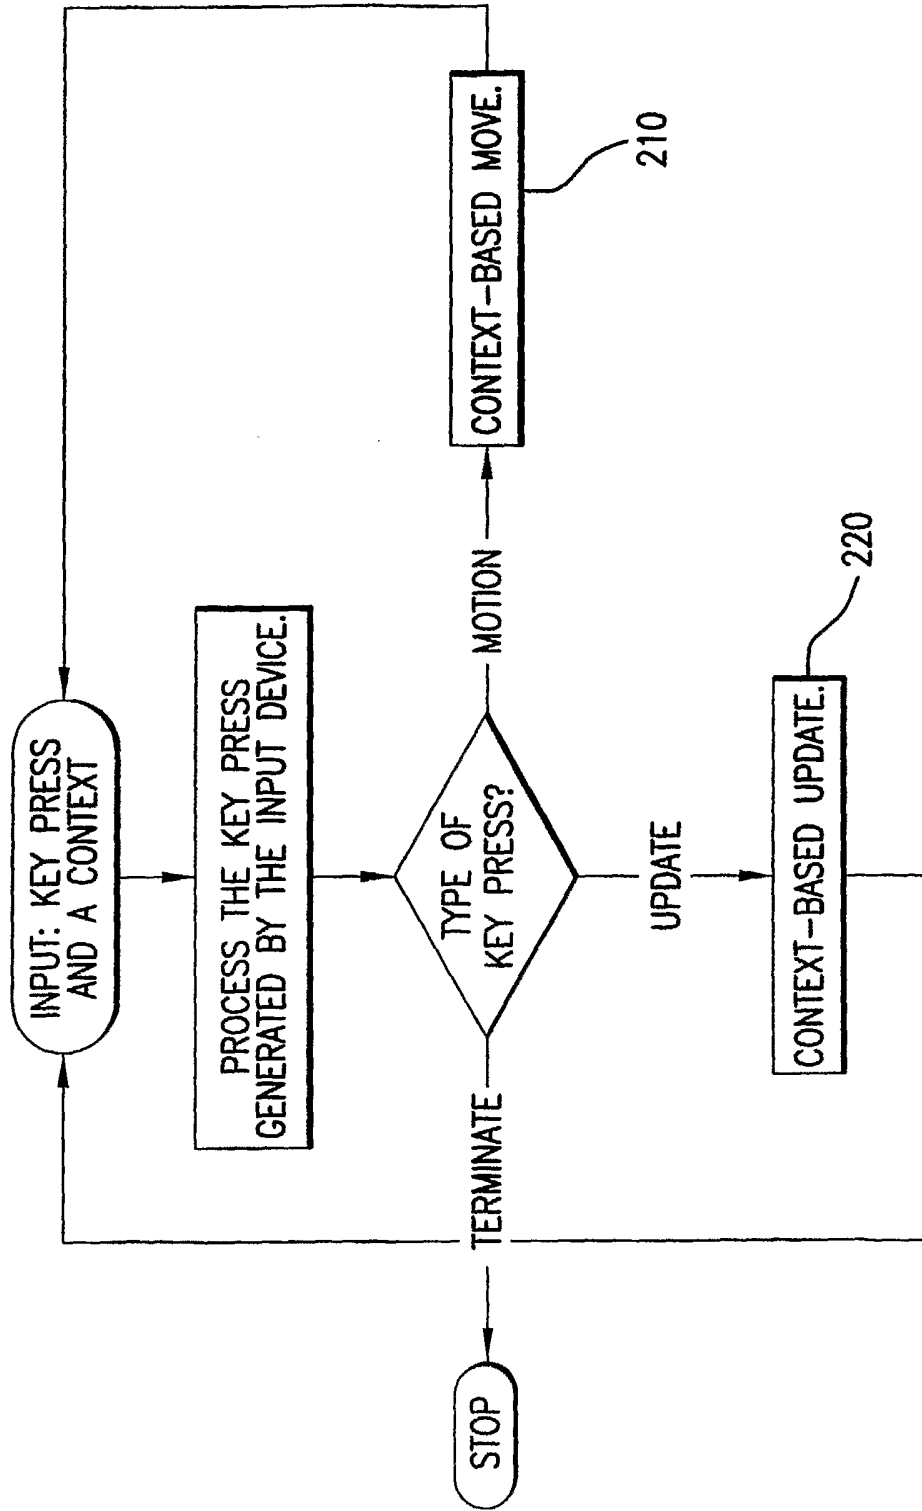 INPUT: KEY PRESS
AND A CONTEXT
PROCESS THE KEY PRESS
GENERATED BY THE INPUT DEVICE.
TYPE OF
KEY PRESS?
TERMINATE
MOTION
STOP
CONTEXT-BASED MOVE.
210
UPDATE
CONTEXT-BASED UPDATE.
220